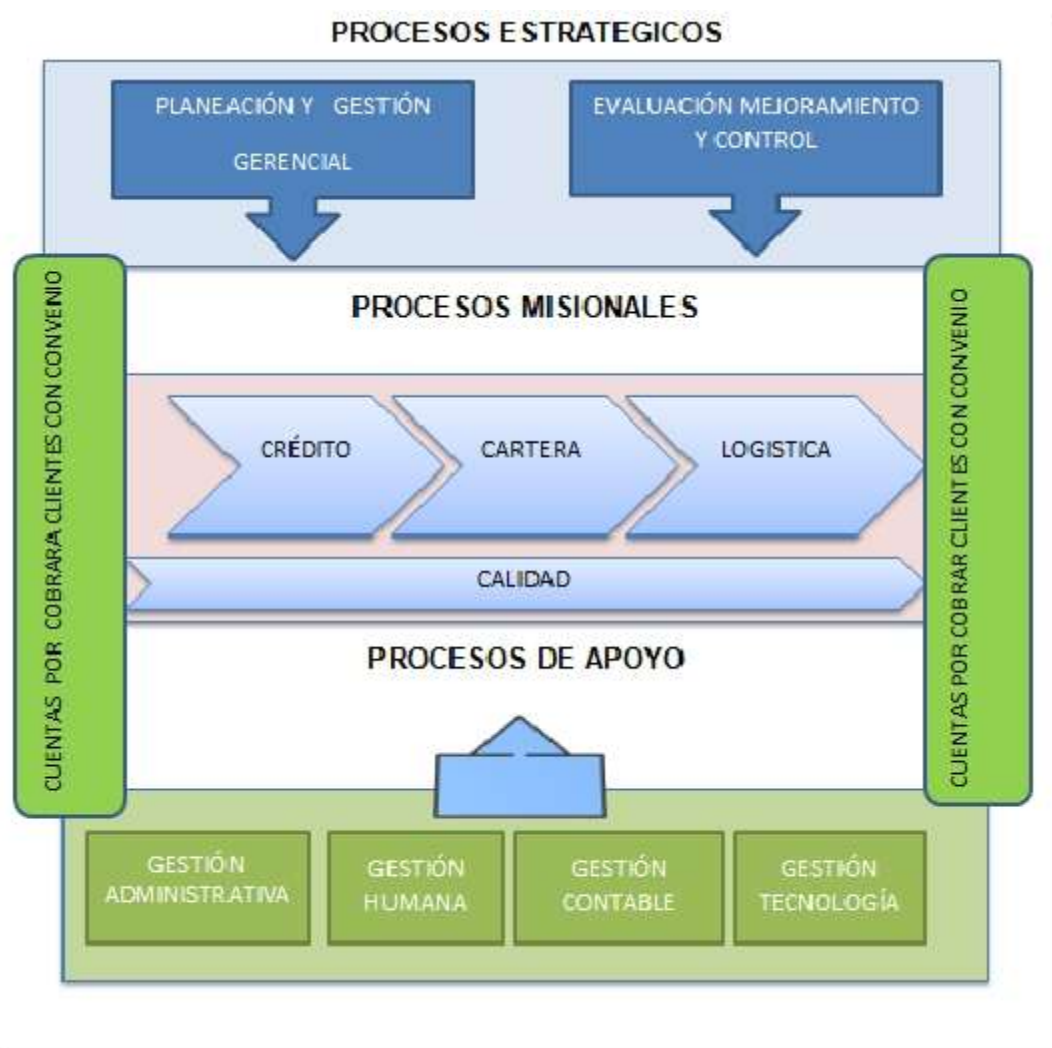 PROCESOS ESTRATEGICOS
PLANEACIÓN Y GESTIÓN
GERENCIAL
EVALUACIÓN MEJORAMIENTO
Y CONTROL
CUENTAS POR COBRARA CLIENTES CON CONVENIO
PROCESOS MISIONALES
CRÉDITO
CARTERA
LOGISTICA
CALIDAD
CUENTAS POR COBRAR CLIENTES CON CONVENIO
PROCESOS DE APOYO
GESTIÓN
ADMINISTRATIVA
GESTIÓN
HUMANA
GESTIÓN
CONTABLE
GESTIÓN
TECNOLOGÍA